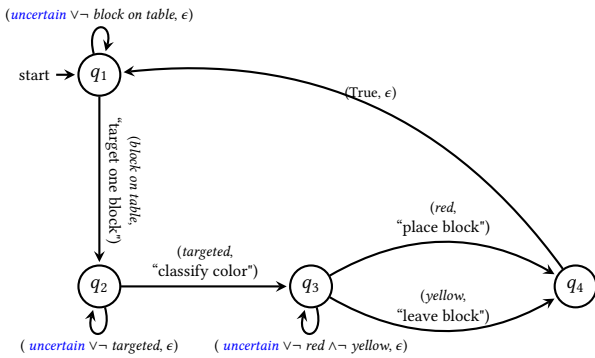 (uncertain ∨¬ block on table, ϵ)
start
q1
(True, ϵ)
(block on table,
“target one block")
(red,
“place block")
(targeted,
“classify color")
q2
q3
q4
(yellow,
“leave block")
( uncertain ∨¬ targeted, ϵ)
( uncertain ∨¬ red ∧¬ yellow, ϵ)